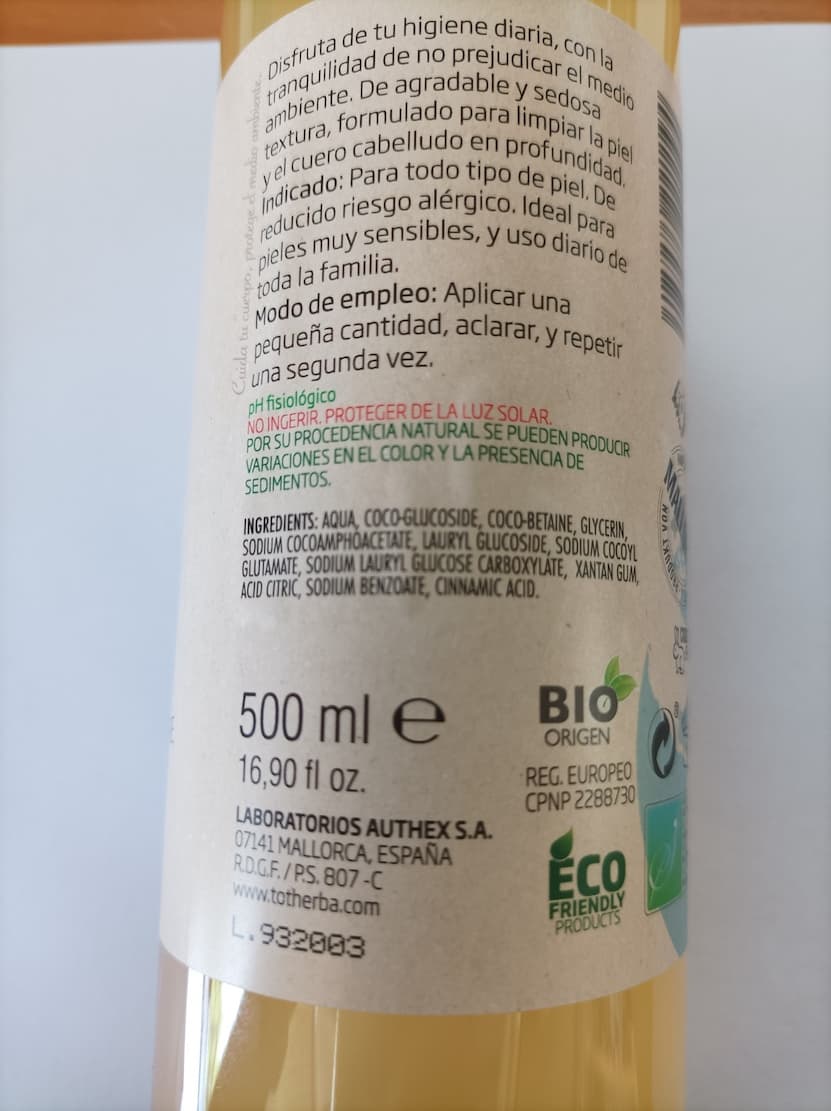 Disfruta de tu higiene diaria, con la
tranquilidad de no prejudicar el medio
ambiente. De agradable y sedosa
textura, formulado para limpiar la piel
y el cuero cabelludo en profundidad.
Indicado: Para todo tipo de piel. De
reducido riesgo alérgico. Ideal para
pieles muy sensibles, y uso diario de
toda la familia.
Modo de empleo: Aplicar una
pequeña cantidad, aclarar, y repetir
una segunda vez.
Cuida tu cuerpo, protege el medio ambiente.
pH fisiológico
NO INGERIR. PROTEGER DE LA LUZ SOLAR.
POR SU PROCEDENCIA NATURAL SE PUEDEN PRODUCIR
VARIACIONES EN EL COLOR Y LA PRESENCIA DE
SEDIMENTOS.
INGREDIENTS: AQUA, COCO-GLUCOSIDE, COCO-BETAINE, GLYCERIN,
SODIUM COCOAMPHOACETATE, LAURYL GLUCOSIDE, SODIUM COCOYL
GLUTAMATE, SODIUM LAURYL GLUCOSE CARBOXYLATE, XANTAN GUM,
ACID CITRIC, SODIUM BENZOATE, CINNAMIC ACID.
500 ml e
16,90 fl oz.
BIO
ORIGEN
REG. EUROPEO
CPNP 2288730
LABORATORIOS AUTHEX S.A.
07141 MALLORCA, ESPAÑA
R.D.G.F. / P.S. 807 -C
www.totherba.com
L.932003
ECO
FRIENDLY
PRODUCTS